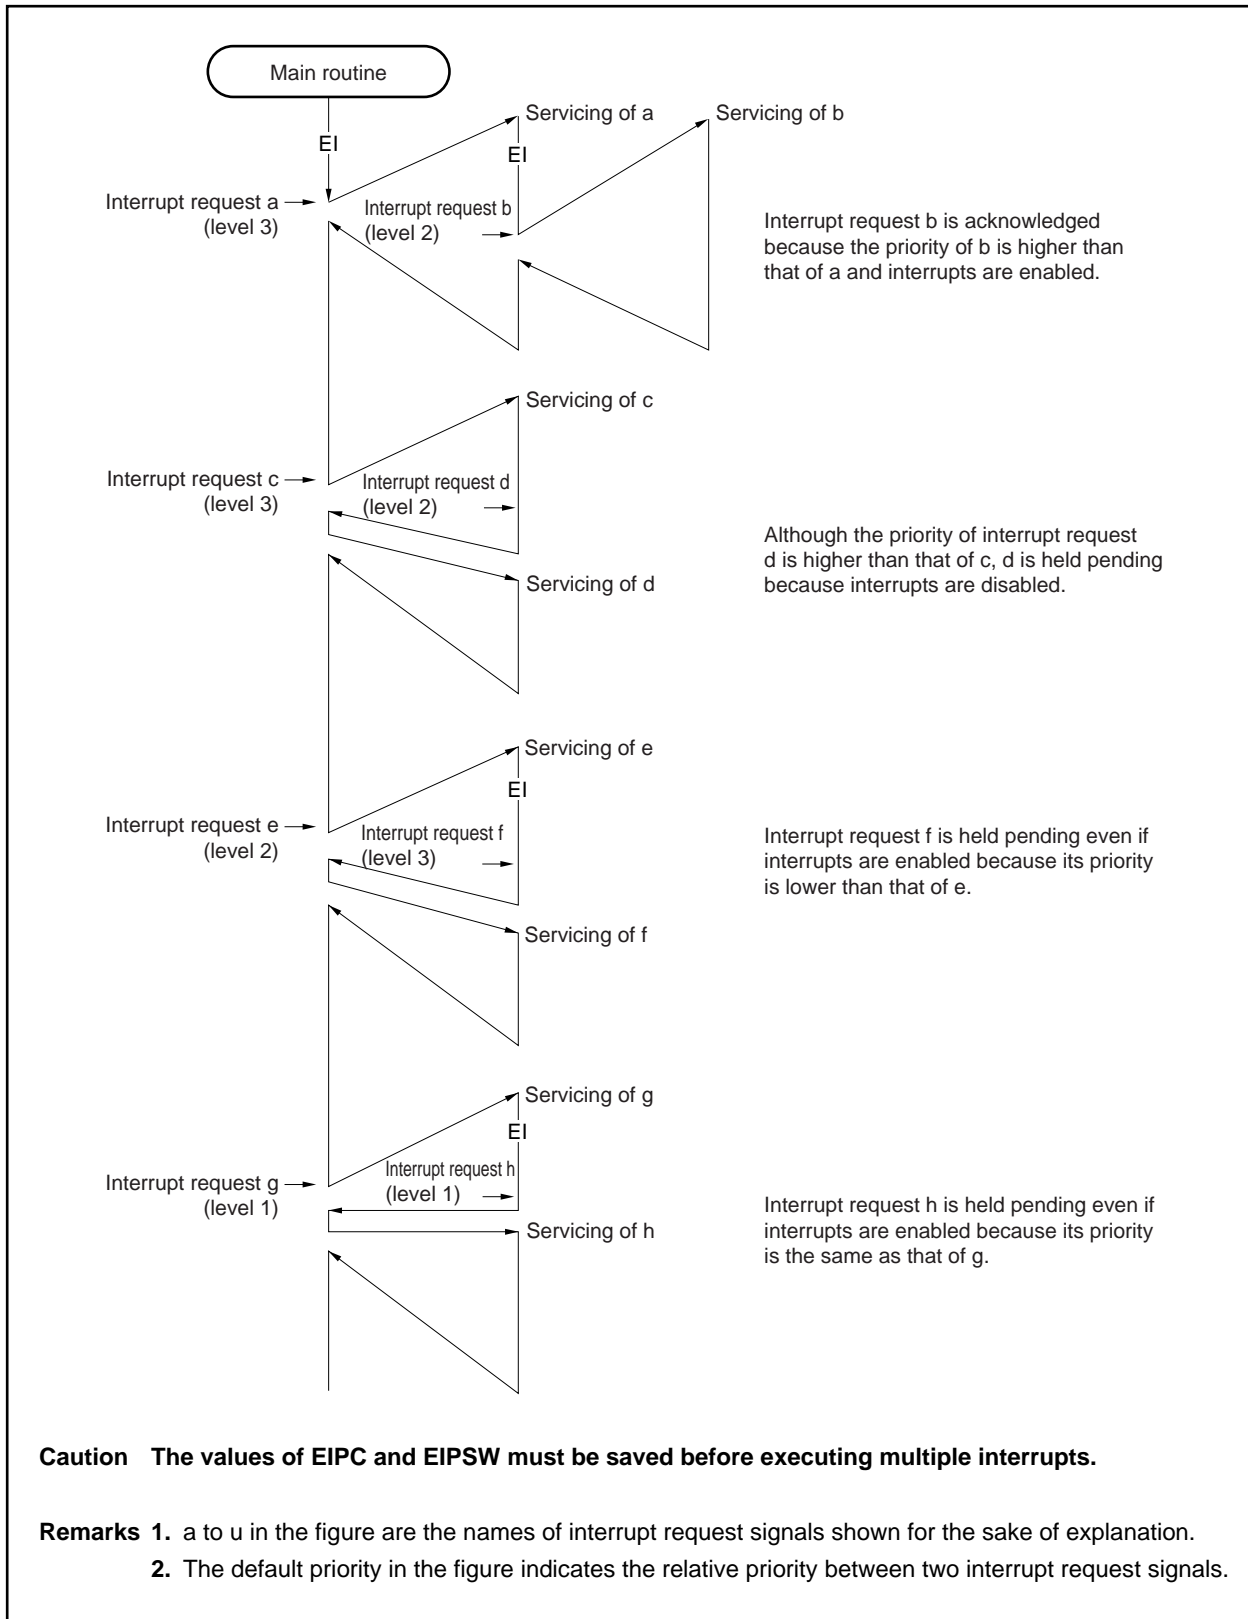 Main routine
EI
Servicing of a
EI
Servicing of b
Interrupt request a
(level 3)
Interrupt request b
(level 2)
Interrupt request b is acknowledged
because the priority of b is higher than
that of a and interrupts are enabled.
Servicing of c
Interrupt request c
(level 3)
Interrupt request d
(level 2)
Although the priority of interrupt request
d is higher than that of c, d is held pending
because interrupts are disabled.
Servicing of d
Servicing of e
EI
Interrupt request e
(level 2)
Interrupt request f
(level 3)
Interrupt request f is held pending even if
interrupts are enabled because its priority
is lower than that of e.
Servicing of f
Servicing of g
EI
Interrupt request g
(level 1)
Interrupt request h
(level 1)
Interrupt request h is held pending even if
interrupts are enabled because its priority
is the same as that of g.
Servicing of h
Caution The values of EIPC and EIPSW must be saved before executing multiple interrupts.
Remarks 1. a to u in the figure are the names of interrupt request signals shown for the sake of explanation.
2. The default priority in the figure indicates the relative priority between two interrupt request signals.